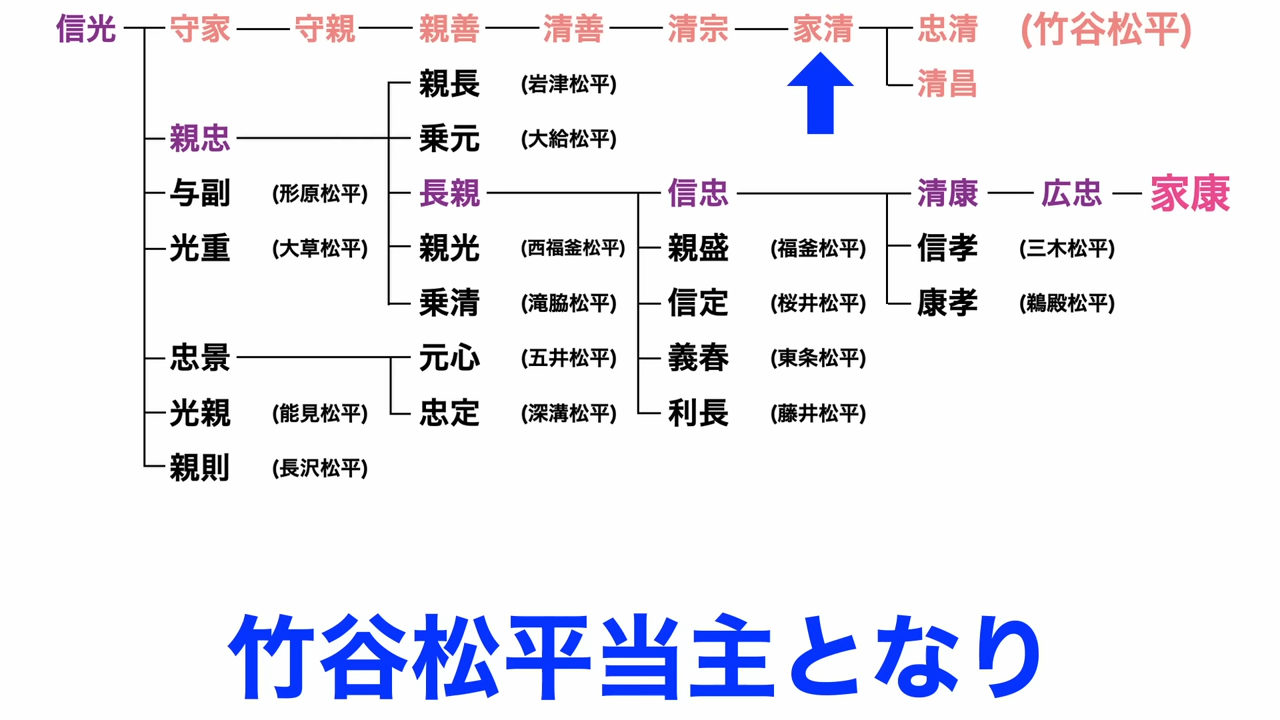 信光 守家 守親 親善 清善 清宗 家清 忠清 (竹谷松平)
親長 (岩津松平) 清昌
親忠 乗元 (大給松平)
与副 (形原松平) 長親 信忠 清康 広忠 家康
光重 (大草松平) 親光 (西福釜松平) 親盛 (福釜松平) 信孝 (三木松平)
乗清 (滝脇松平) 信定 (桜井松平) 康孝 (鵜殿松平)
忠景 元心 (五井松平) 義春 (東条松平)
光親 (能見松平) 忠定 (深溝松平) 利長 (藤井松平)
親則 (長沢松平)
竹谷松平当主となり